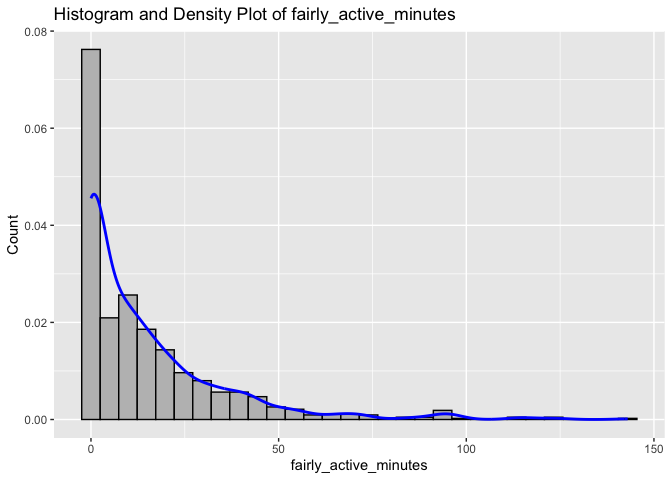 Histogram and Density Plot of fairly_active_minutes
0.08
0.06
0.04
0.02
0.00
Count
0 50 100 150
fairly_active_minutes